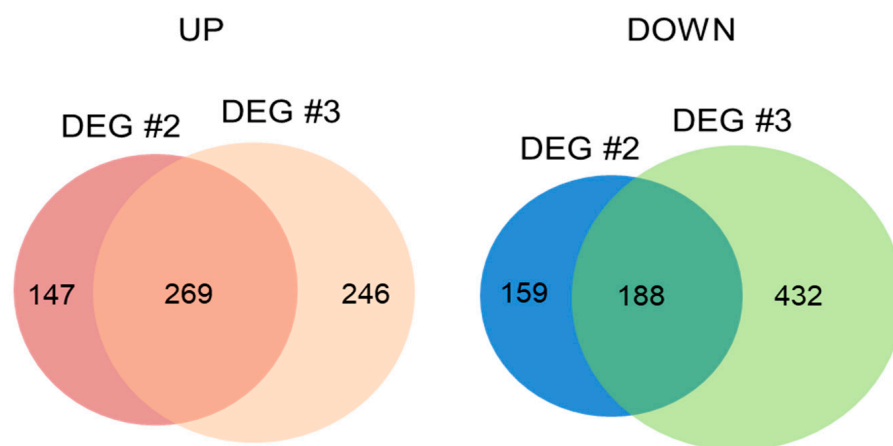 UP
DEG #2
DEG #3
147
269
246
DOWN
DEG #2
DEG #3
159
188
432